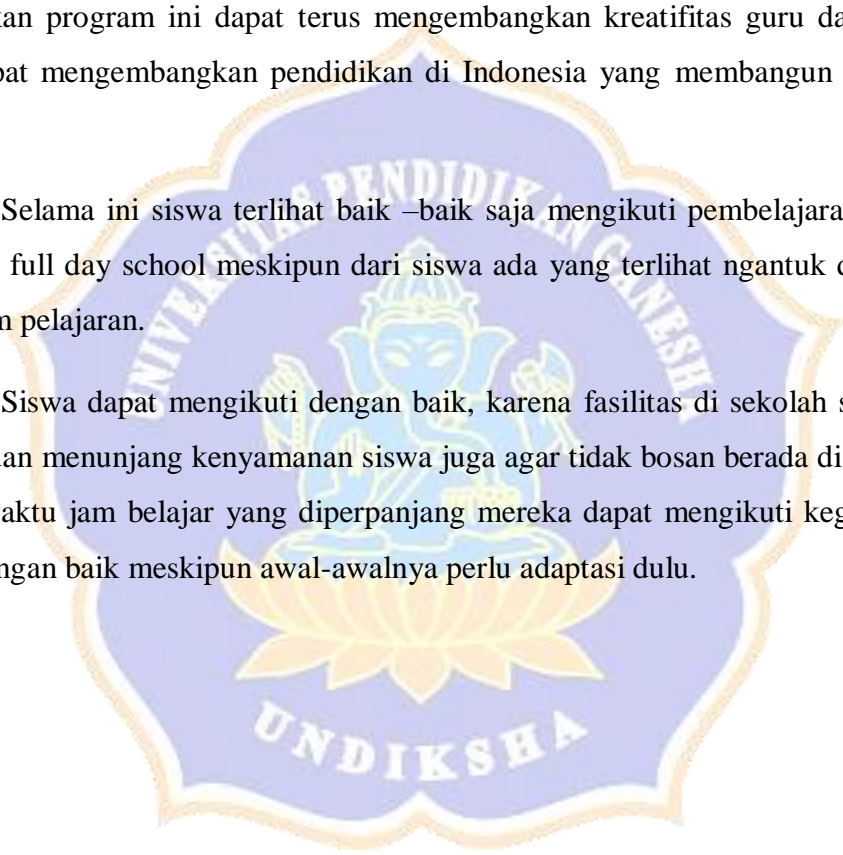 kan program ini dapat terus mengembangkan kreatifitas guru da
pat mengembangkan pendidikan di Indonesia yang membangun
Selama ini siswa terlihat baik –baik saja mengikuti pembelajara
full day school meskipun dari siswa ada yang terlihat ngantuk d
m pelajaran.
Siswa dapat mengikuti dengan baik, karena fasilitas di sekolah s
dan menunjang kenyamanan siswa juga agar tidak bosan berada di
aktu jam belajar yang diperpanjang mereka dapat mengikuti keg
ngan baik meskipun awal-awalnya perlu adaptasi dulu.
UNIVERSITAS PENDIDIKAN GANESHA
UNDIKSHA